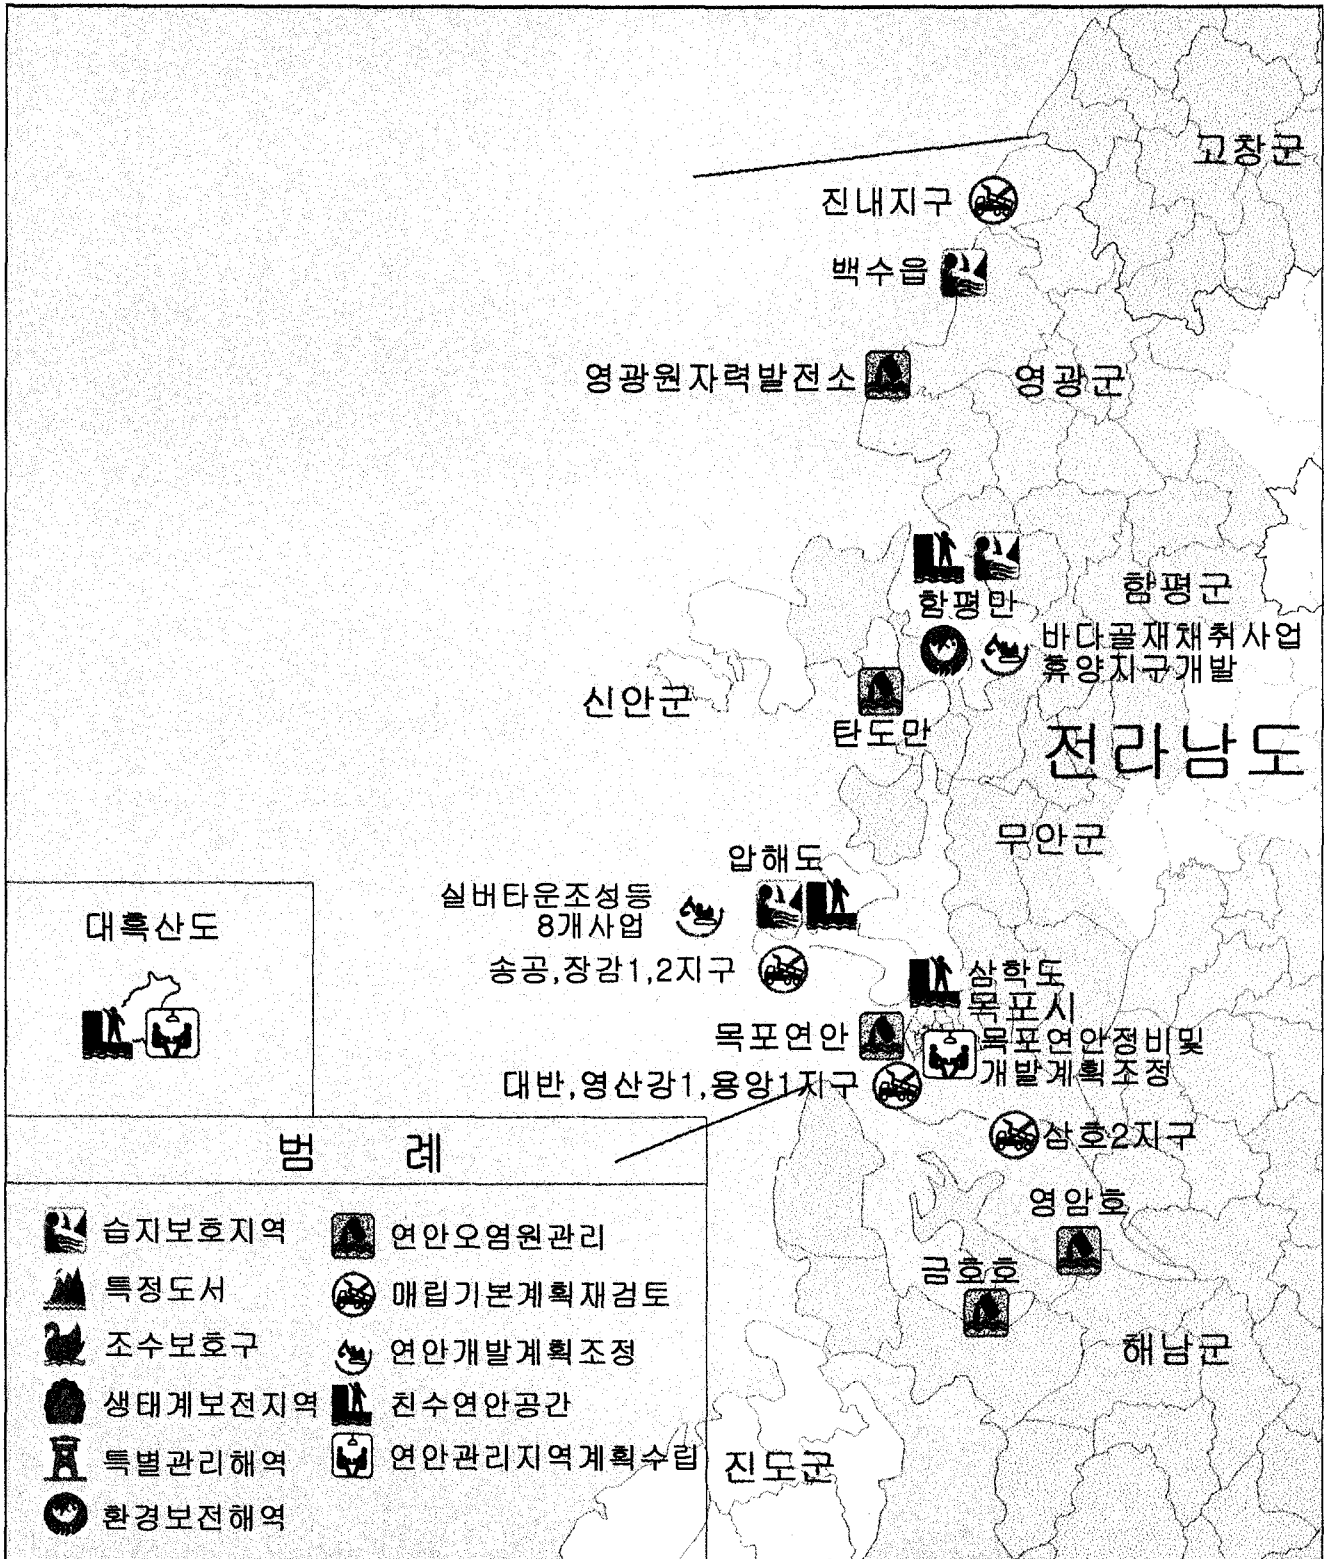 고창군
진내지구
백수읍
영광원자력발전소
영광군
함평만
함평군
바다골재채취사업
휴양지구개발
신안군
탄도만
전라남도
무안군
압해도
실버타운조성등
8개사업
송공,장감1,2지구
대흑산도
삼학도
목포시
목포연안
목포연안정비및
개발계획조정
대반,영산강1,용앙1지구
삼호2지구
영암호
금호호
해남군
진도군
범 례
습지보호지역
특정도서
조수보호구
생태계보전지역
특별관리해역
환경보전해역
연안오염원관리
매립기본계획재검토
연안개발계획조정
친수연안공간
연안관리지역계획수립